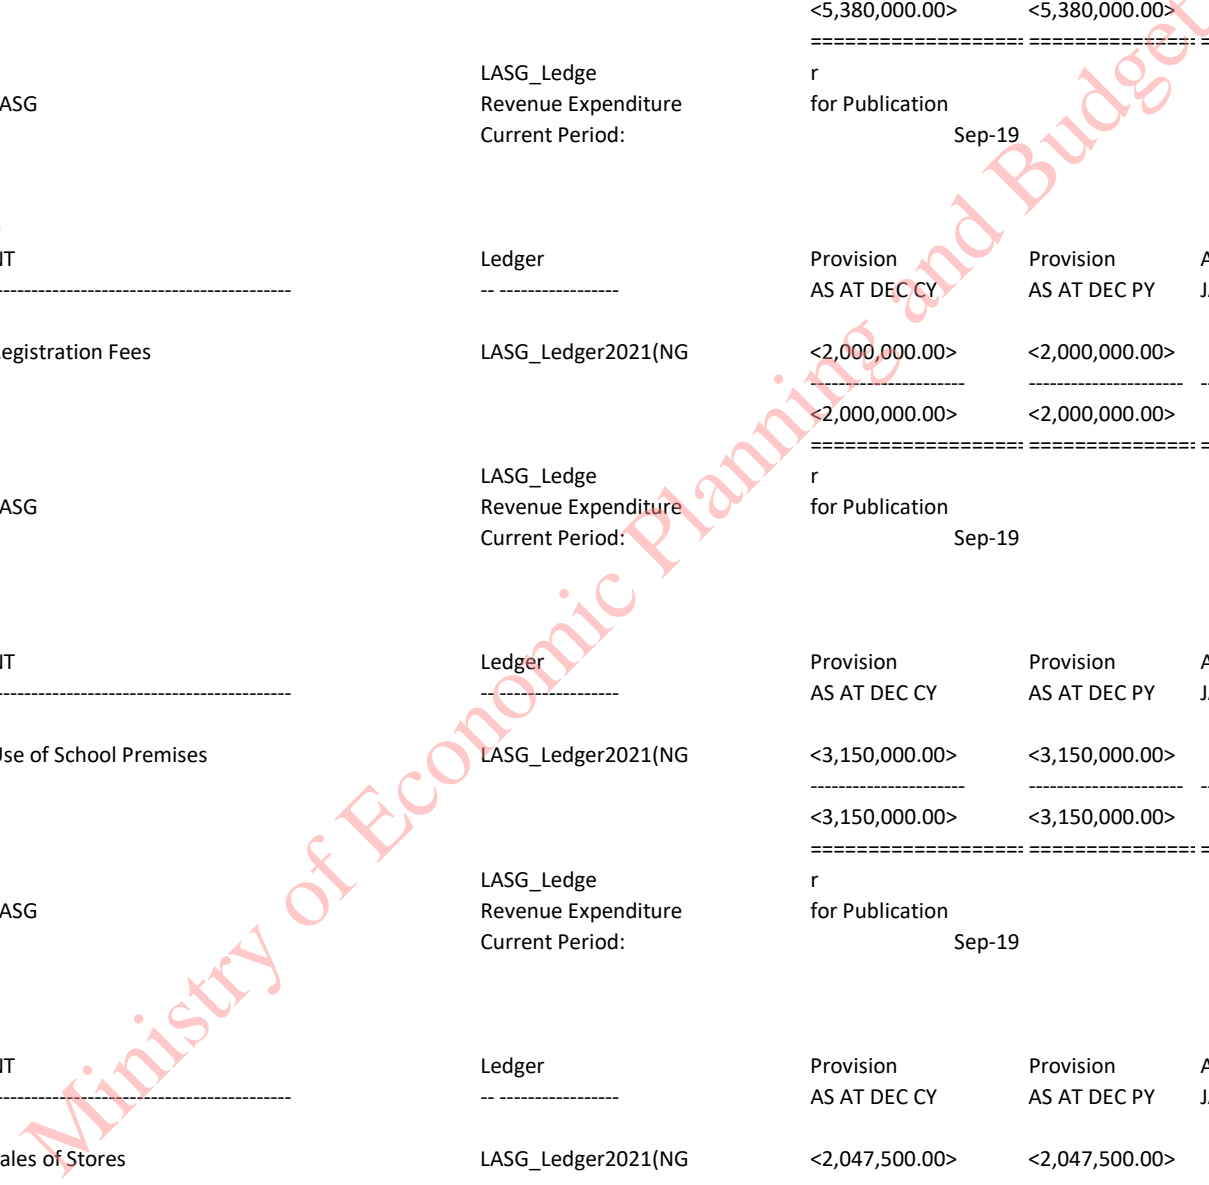 <5,380,000.00> <5,380,000.00>
=================== =============== =
LASG_Ledge r
ASG Revenue Expenditure for Publication
Current Period: Sep-19
NT Ledger Provision Provision A
------------------------------------------ -- ----------------- AS AT DEC CY AS AT DEC PY J
egistration Fees LASG_Ledger2021(NG <2,000,000.00> <2,000,000.00>
---------------------- ---------------------- --
<2,000,000.00> <2,000,000.00>
=================== =============== =
LASG_Ledge r
ASG Revenue Expenditure for Publication
Current Period: Sep-19
NT Ledger Provision Provision A
------------------------------------------ -- ----------------- AS AT DEC CY AS AT DEC PY J
Use of School Premises LASG_Ledger2021(NG <3,150,000.00> <3,150,000.00>
---------------------- ---------------------- --
<3,150,000.00> <3,150,000.00>
=================== =============== =
LASG_Ledge r
ASG Revenue Expenditure for Publication
Current Period: Sep-19
NT Ledger Provision Provision A
------------------------------------------ -- ----------------- AS AT DEC CY AS AT DEC PY J
ales of Stores LASG_Ledger2021(NG <2,047,500.00> <2,047,500.00>
Ministry of Economic Planning and Budget